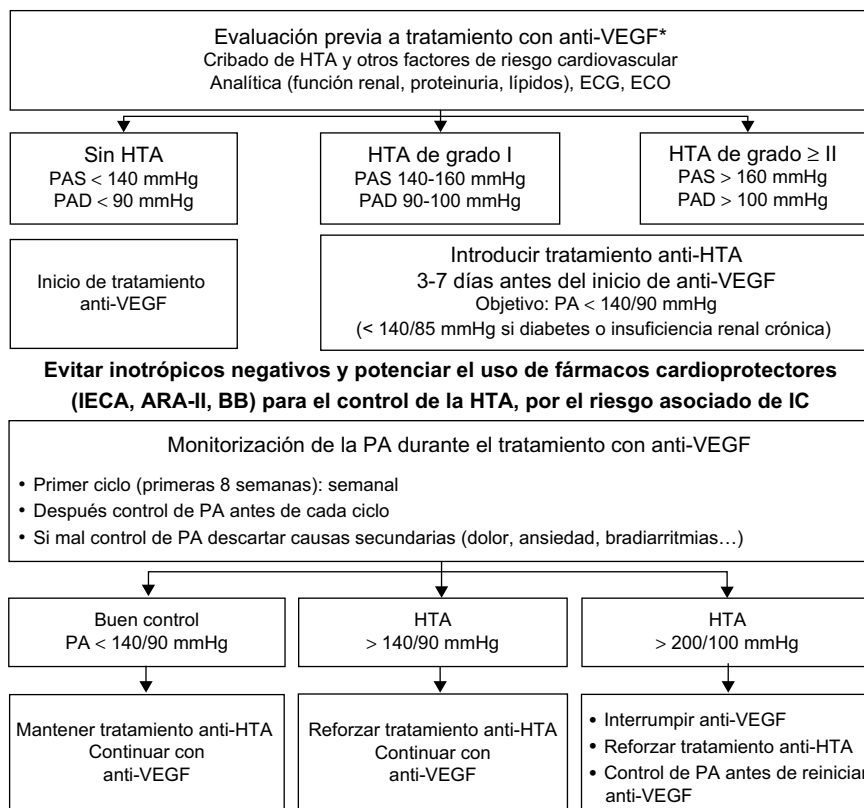 Evaluación previa a tratamiento con anti-VEGF*
Cribado de HTA y otros factores de riesgo cardiovascular
Analítica (función renal, proteinuria, lípidos), ECG, ECO
Sin HTA
PAS < 140 mmHg
PAD < 90 mmHg
HTA de grado I
PAS 140-160 mmHg
PAD 90-100 mmHg
HTA de grado ≥ II
PAS > 160 mmHg
PAD > 100 mmHg
Inicio de tratamiento
anti-VEGF
Introducir tratamiento anti-HTA
3-7 días antes del inicio de anti-VEGF
Objetivo: PA < 140/90 mmHg
(< 140/85 mmHg si diabetes o insuficiencia renal crónica)
Evitar inotrópicos negativos y potenciar el uso de fármacos cardioprotectores
(IECA, ARA-II, BB) para el control de la HTA, por el riesgo asociado de IC
Monitorización de la PA durante el tratamiento con anti-VEGF
• Primer ciclo (primeras 8 semanas): semanal
• Después control de PA antes de cada ciclo
• Si mal control de PA descartar causas secundarias (dolor, ansiedad, bradiarritmias…)
Buen control
PA < 140/90 mmHg
HTA
> 140/90 mmHg
HTA
> 200/100 mmHg
Mantener tratamiento anti-HTA
Continuar con
anti-VEGF
Reforzar tratamiento anti-HTA
Continuar con
anti-VEGF
• Interrumpir anti-VEGF
• Reforzar tratamiento anti-HTA
• Control de PA antes de reiniciar
anti-VEGF